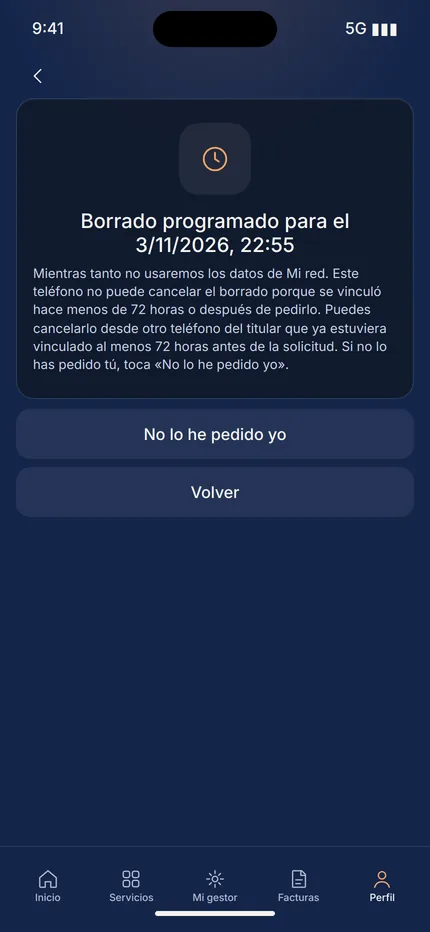 9:41
5G
Borrado programado para el
3/11/2026, 22:55
Mientras tanto no usaremos los datos de Mi red. Este
teléfono no puede cancelar el borrado porque se vinculó
hace menos de 72 horas o después de pedirlo. Puedes
cancelarlo desde otro teléfono del titular que ya estuviera
vinculado al menos 72 horas antes de la solicitud. Si no lo
has pedido tú, toca «No lo he pedido yo».
No lo he pedido yo
Volver
Inicio
Servicios
Mi gestor
Facturas
Perfil